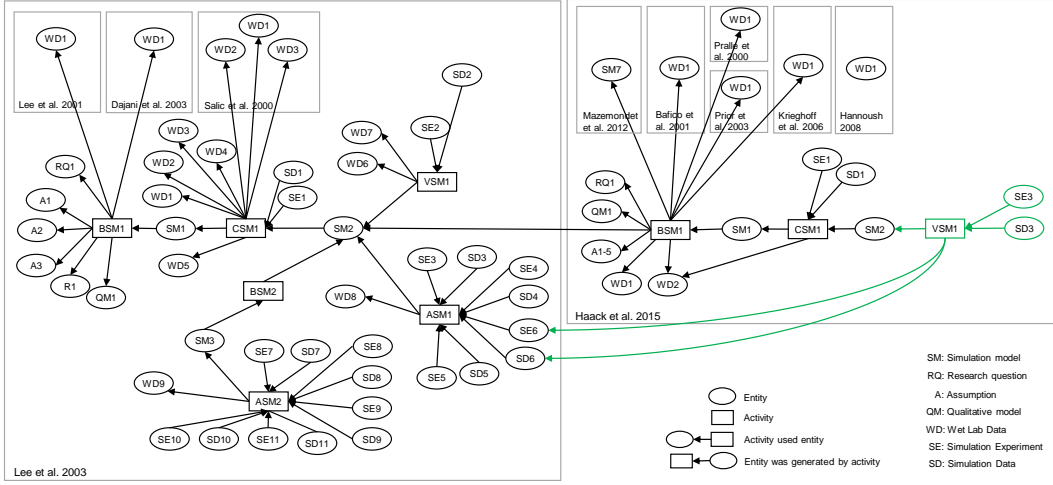 WD1
Lee et al. 2001
WD1
Dajani et al. 2003
WD1
WD2
WD3
Salic et al. 2000
SD2
SE2
WD7
WD6
VSM1
WD3
WD4
WD2
WD1
SD1
SE1
RQ1
A1
A2
A3
R1
QM1
BSM1
SM1
CSM1
WD5
SM2
BSM2
SE3
SD3
SE4
SD4
SE6
SD6
WD8
ASM1
SE5
SD5
SM3
SE7
SD7
SE8
SD8
SE9
SD9
WD9
ASM2
SE10
SD10
SE11
SD11
Lee et al. 2003
SM7
Mazemondet
et al. 2012
WD1
Bafico et al.
2001
WD1
Pralle et
al. 2000
WD1
Prior et al.
2003
WD1
Krieghoff
et al. 2006
WD1
Hannoush
2008
RQ1
QM1
A1-5
WD1
WD2
BSM1
SM1
CSM1
SE1
SD1
SM2
VSM1
SE3
SD3
Haack et al. 2015
Entity
Activity
Activity used entity
Entity was generated by activity
SM: Simulation model
RQ: Research question
A: Assumption
QM: Qualitative model
WD: Wet Lab Data
SE: Simulation Experiment
SD: Simulation Data